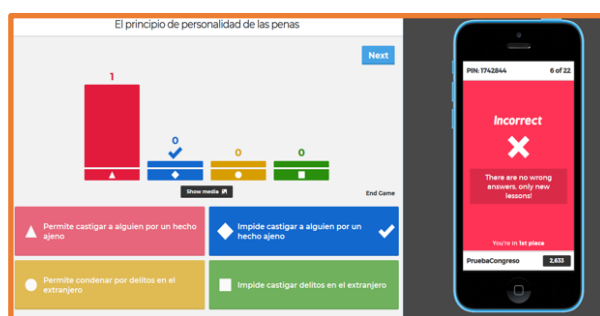 El principio de personalidad de las penas
Next
1
0
0
0
Show media
End Game
Permite castigar a alguien por un hecho
ajeno
Impide castigar a alguien por un
hecho ajeno
Permite condenar por delitos en el
extranjero
Impide castigar delitos en el extranjero
PIN: 1742844
6 of 22
Incorrect
There are no wrong
answers, only new
lessons!
You're in 1st place
PruebaCongreso
2,633